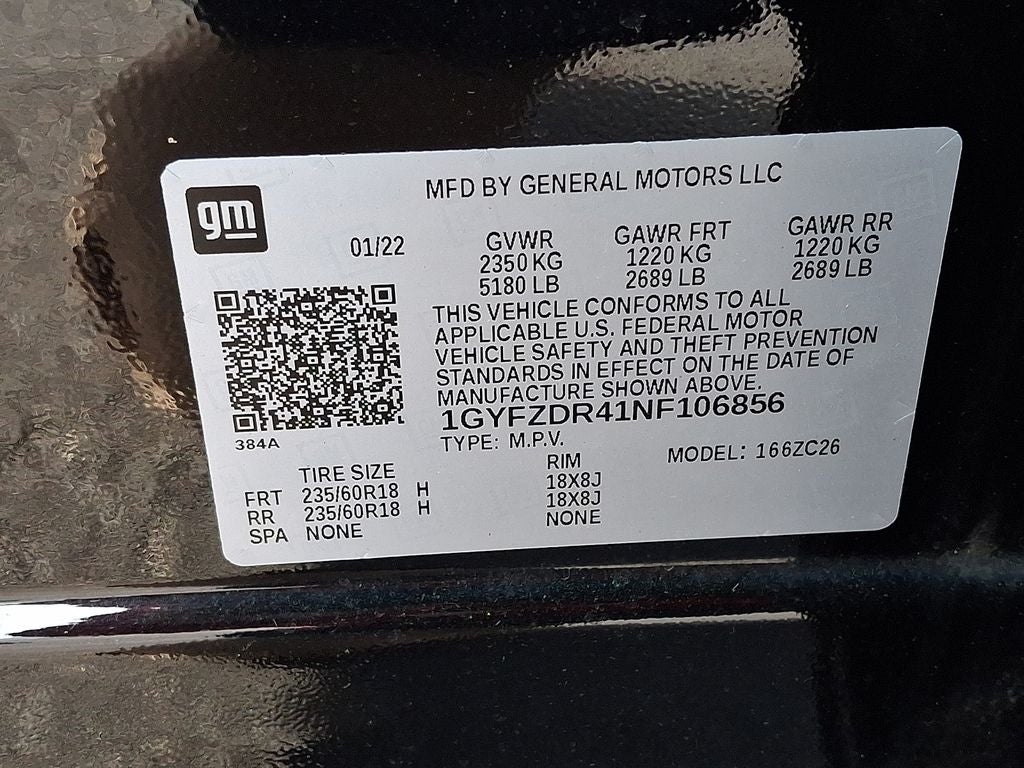 gm
MFD BY GENERAL MOTORS LLC
01/22
GVWR
2350 KG
5180 LB
GAWR FRT
1220 KG
2689 LB
GAWR RR
1220 KG
2689 LB
THIS VEHICLE CONFORMS TO ALL
APPLICABLE U.S. FEDERAL MOTOR
VEHICLE SAFETY AND THEFT PREVENTION
STANDARDS IN EFFECT ON THE DATE OF
MANUFACTURE SHOWN ABOVE.
1GYFZDR41NF106856
384A
TYPE: M.P.V.
MODEL: 166ZC26
TIRE SIZE RIM
FRT 235/60R18 H 18X8J
RR 235/60R18 H 18X8J
SPA NONE NONE